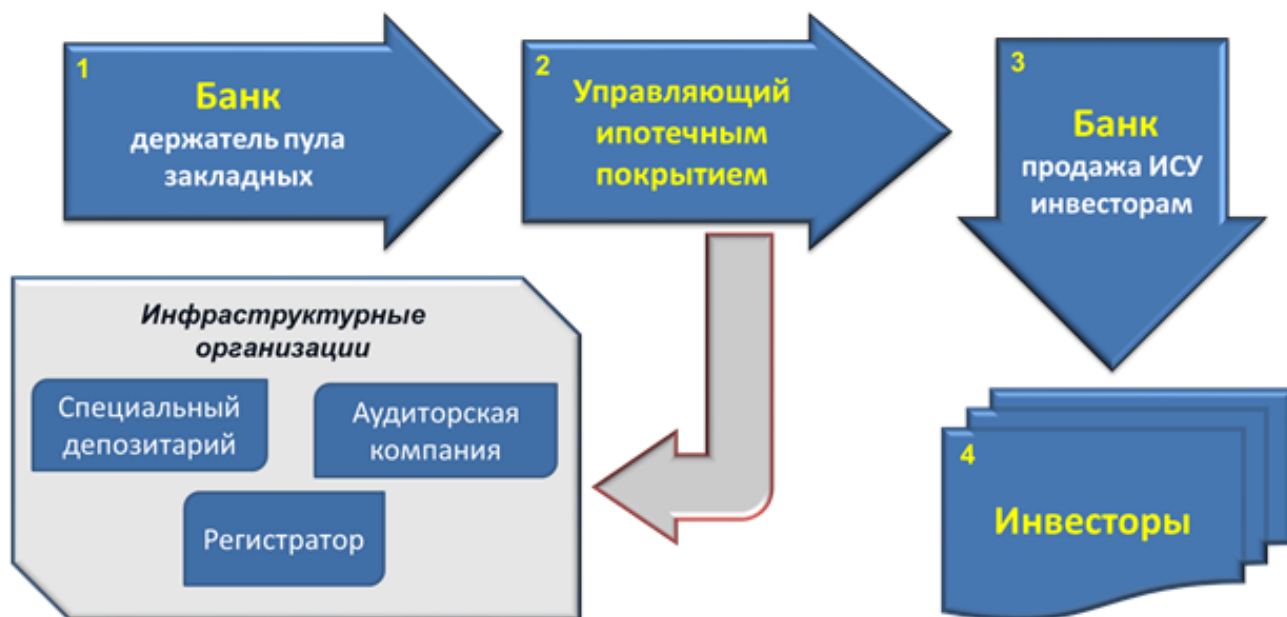 1
Банк
держатель пула
закладных
2
Управляющий
ипотечным
покрытием
3
Банк
продажа ИСУ
инвесторам
Инфраструктурные
организации
Специальный
депозитарий
Аудиторская
компания
Регистратор
4
Инвесторы